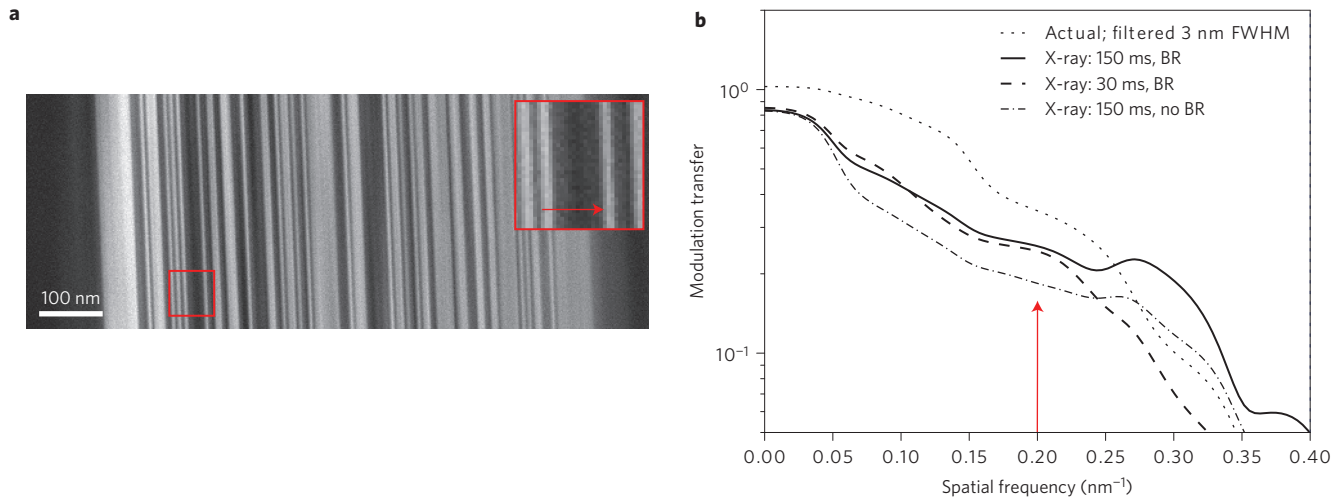 a
100 nm
b
Actual; filtered 3 nm FWHM
X-ray: 150 ms, BR
X-ray: 30 ms, BR
X-ray: 150 ms, no BR
Modulation transfer
10⁰
10⁻¹
0.00 0.05 0.10 0.15 0.20 0.25 0.30 0.35 0.40
Spatial frequency (nm⁻¹)